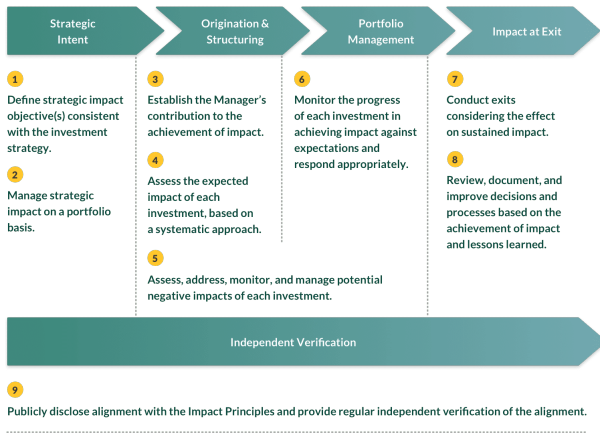 Strategic
Intent
Origination &
Structuring
Portfolio
Management
Impact at Exit
1
Define strategic impact
objective(s) consistent
with the investment
strategy.
2
Manage strategic
impact on a portfolio
basis.
3
Establish the Manager's
contribution to the
achievement of impact.
4
Assess the expected
impact of each
investment, based on
a systematic approach.
5
Assess, address, monitor, and manage potential
negative impacts of each investment.
6
Monitor the progress
of each investment in
achieving impact against
expectations and
respond appropriately.
7
Conduct exits
considering the effect
on sustained impact.
8
Review, document, and
improve decisions and
processes based on the
achievement of impact
and lessons learned.
Independent Verification
9
Publicly disclose alignment with the Impact Principles and provide regular independent verification of the alignment.